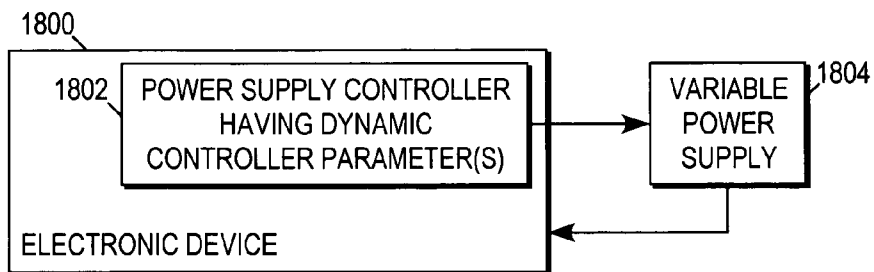 1800
1802
POWER SUPPLY CONTROLLER
HAVING DYNAMIC
CONTROLLER PARAMETER(S)
ELECTRONIC DEVICE
1804
VARIABLE
POWER
SUPPLY